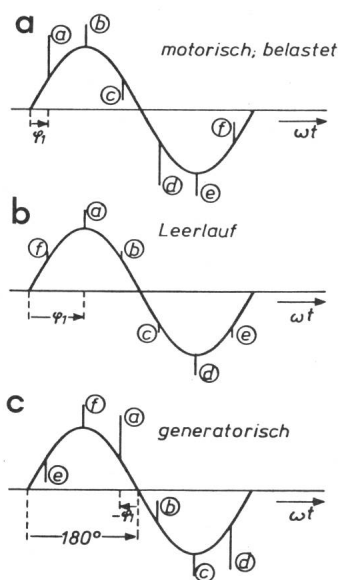 a
ⓐ ⓑ
motorisch; belastet
ⓒ ⓕ
φ₁ ωt
ⓓ ⓔ
b
ⓐ
Leerlauf
ⓕ ⓑ
φ₁ ωt
ⓒ ⓔ
ⓓ
c
ⓕ ⓐ
generatorisch
ⓔ
ⓑ
-φ₁ ωt
180°
ⓒ ⓓ